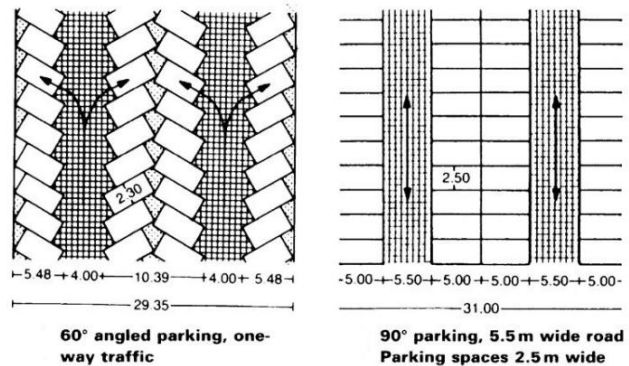 2.30
5.48 4.00 10.39 4.00 5.48
29.35
60° angled parking, one-
way traffic
2.50
5.00 5.50 5.00 5.00 5.50 5.00
31.00
90° parking, 5.5m wide road
Parking spaces 2.5m wide